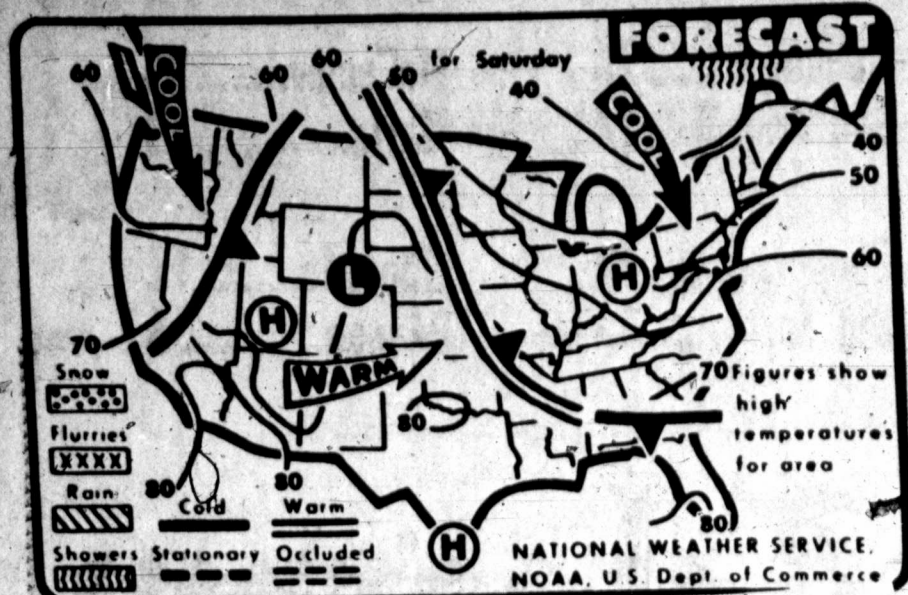 FORECAST
for Saturday
60
COOL
60
60
60
40
COOL
40
50
60
H
L
H
70
WARM
70
80
80
80
80
H
Snow
Flurries
XXXX
Rain
Showers
Cold
Warm
Stationary
Occluded
Figures show
high
temperatures
for area
NATIONAL WEATHER SERVICE,
NOAA, U.S. Dept. of Commerce